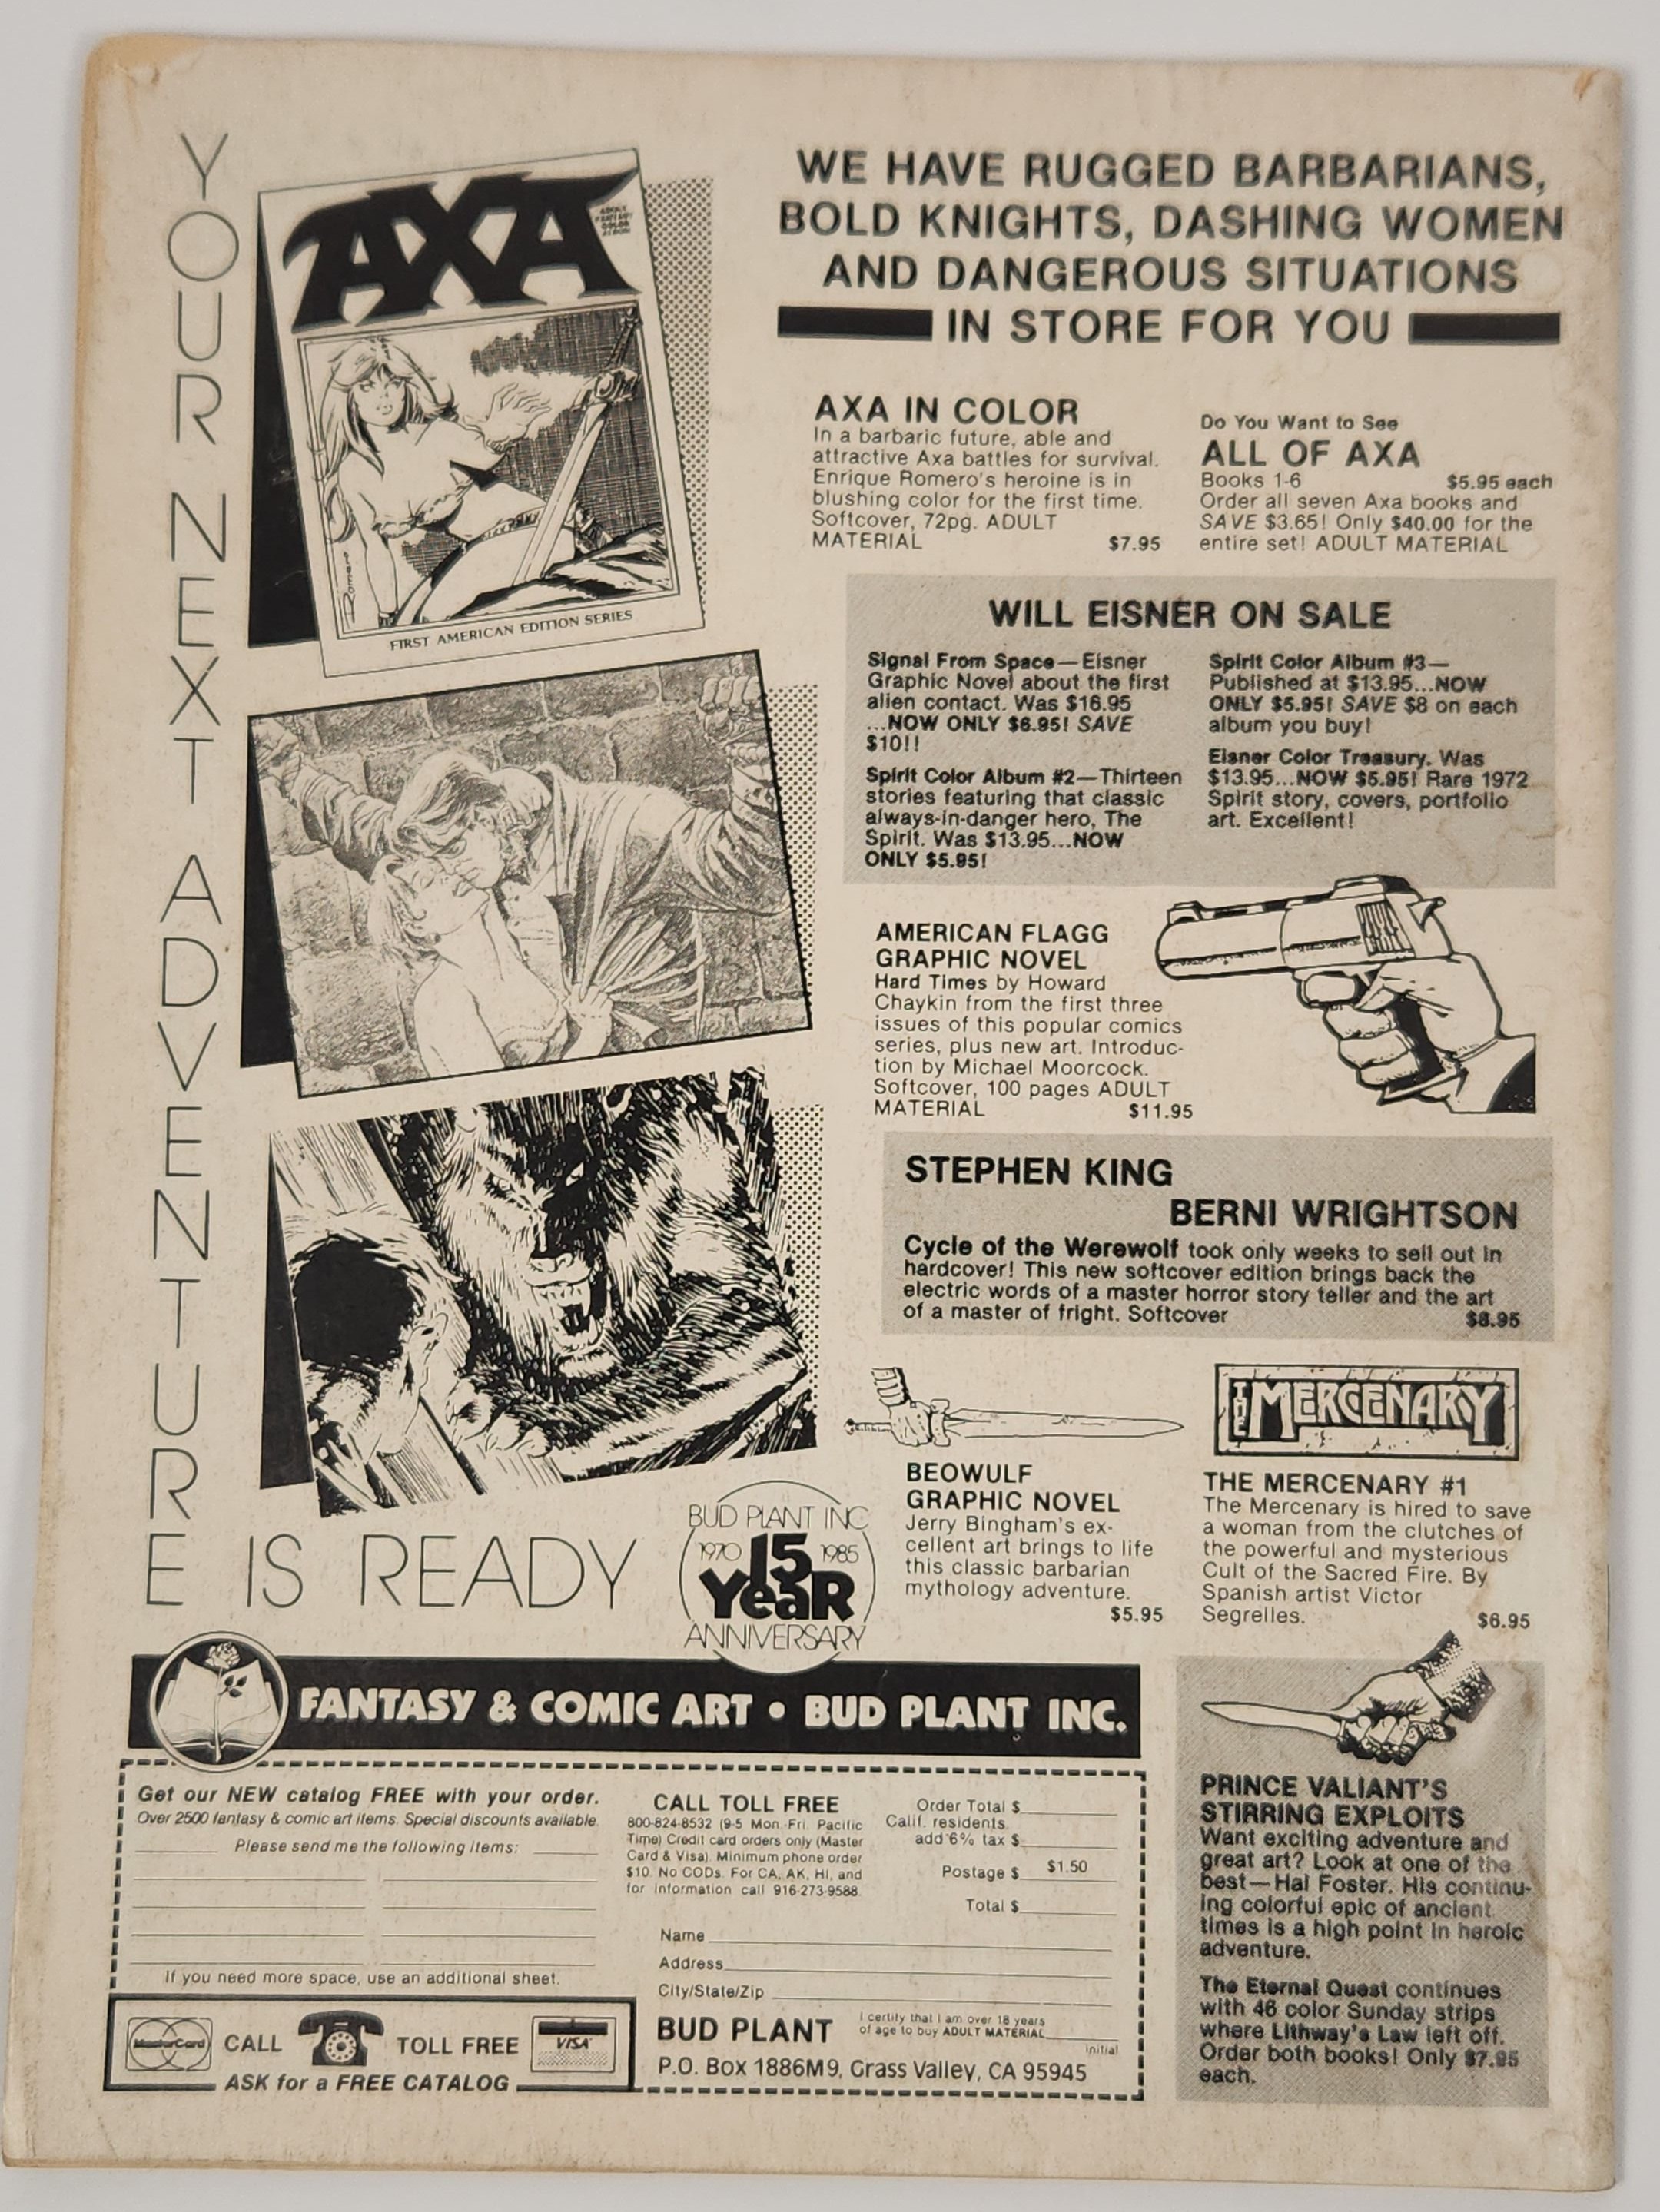 YOUR NEXT ADVENTURE IS READY
AXA
FIRST AMERICAN EDITION SERIES
WE HAVE RUGGED BARBARIANS,
BOLD KNIGHTS, DASHING WOMEN
AND DANGEROUS SITUATIONS
IN STORE FOR YOU
AXA IN COLOR
In a barbaric future, able and
attractive Axa battles for survival.
Enrique Romero's heroine is in
blushing color for the first time.
Softcover, 72pg. ADULT
MATERIAL $7.95
Do You Want to See
ALL OF AXA
Books 1-6 $5.95 each
Order all seven Axa books and
SAVE $3.65! Only $40.00 for the
entire set! ADULT MATERIAL
WILL EISNER ON SALE
Signal From Space—Eisner
Graphic Novel about the first
alien contact. Was $16.95
...NOW ONLY $6.95! SAVE
$10!!
Spirit Color Album #2—Thirteen
stories featuring that classic
always-in-danger hero, The
Spirit. Was $13.95...NOW
ONLY $5.95!
Spirit Color Album #3—
Published at $13.95...NOW
ONLY $5.95! SAVE $8 on each
album you buy!
Eisner Color Treasury. Was
$13.95...NOW $5.95! Rare 1972
Spirit story, covers, portfolio
art. Excellent!
AMERICAN FLAGG
GRAPHIC NOVEL
Hard Times by Howard
Chaykin from the first three
issues of this popular comics
series, plus new art. Introduc-
tion by Michael Moorcock.
Softcover, 100 pages ADULT
MATERIAL $11.95
STEPHEN KING
BERNI WRIGHTSON
Cycle of the Werewolf took only weeks to sell out in
hardcover! This new softcover edition brings back the
electric words of a master horror story teller and the art
of a master of fright. Softcover $8.95
BEOWULF
GRAPHIC NOVEL
Jerry Bingham's ex-
cellent art brings to life
this classic barbarian
mythology adventure.
$5.95
THE MERCENARY
THE MERCENARY #1
The Mercenary is hired to save
a woman from the clutches of
the powerful and mysterious
Cult of the Sacred Fire. By
Spanish artist Victor
Segrelles. $6.95
PRINCE VALIANT'S
STIRRING EXPLOITS
Want exciting adventure and
great art? Look at one of the
best—Hal Foster. His continu-
ing colorful epic of ancient
times is a high point in heroic
adventure.
The Eternal Quest continues
with 46 color Sunday strips
where Lithway's Law left off.
Order both books! Only $7.95
each.
BUD PLANT INC
1970 15 1985
YeaR
ANNIVERSARY
FANTASY & COMIC ART • BUD PLANT INC.
Get our NEW catalog FREE with your order.
Over 2500 fantasy & comic art items. Special discounts available.
Please send me the following items:
If you need more space, use an additional sheet.
MasterCard CALL TOLL FREE VISA
ASK for a FREE CATALOG
CALL TOLL FREE
800-824-8532 (9-5 Mon.-Fri. Pacific
Time) Credit card orders only (Master
Card & Visa). Minimum phone order
$10. No CODs. For CA, AK, HI, and
for information call 916-273-9588.
Order Total $
Calif. residents
add 6% tax $
Postage $ $1.50
Total $
Name
Address
City/State/Zip
BUD PLANT
I certify that I am over 18 years
of age to buy ADULT MATERIAL
initial
P.O. Box 1886M9, Grass Valley, CA 95945